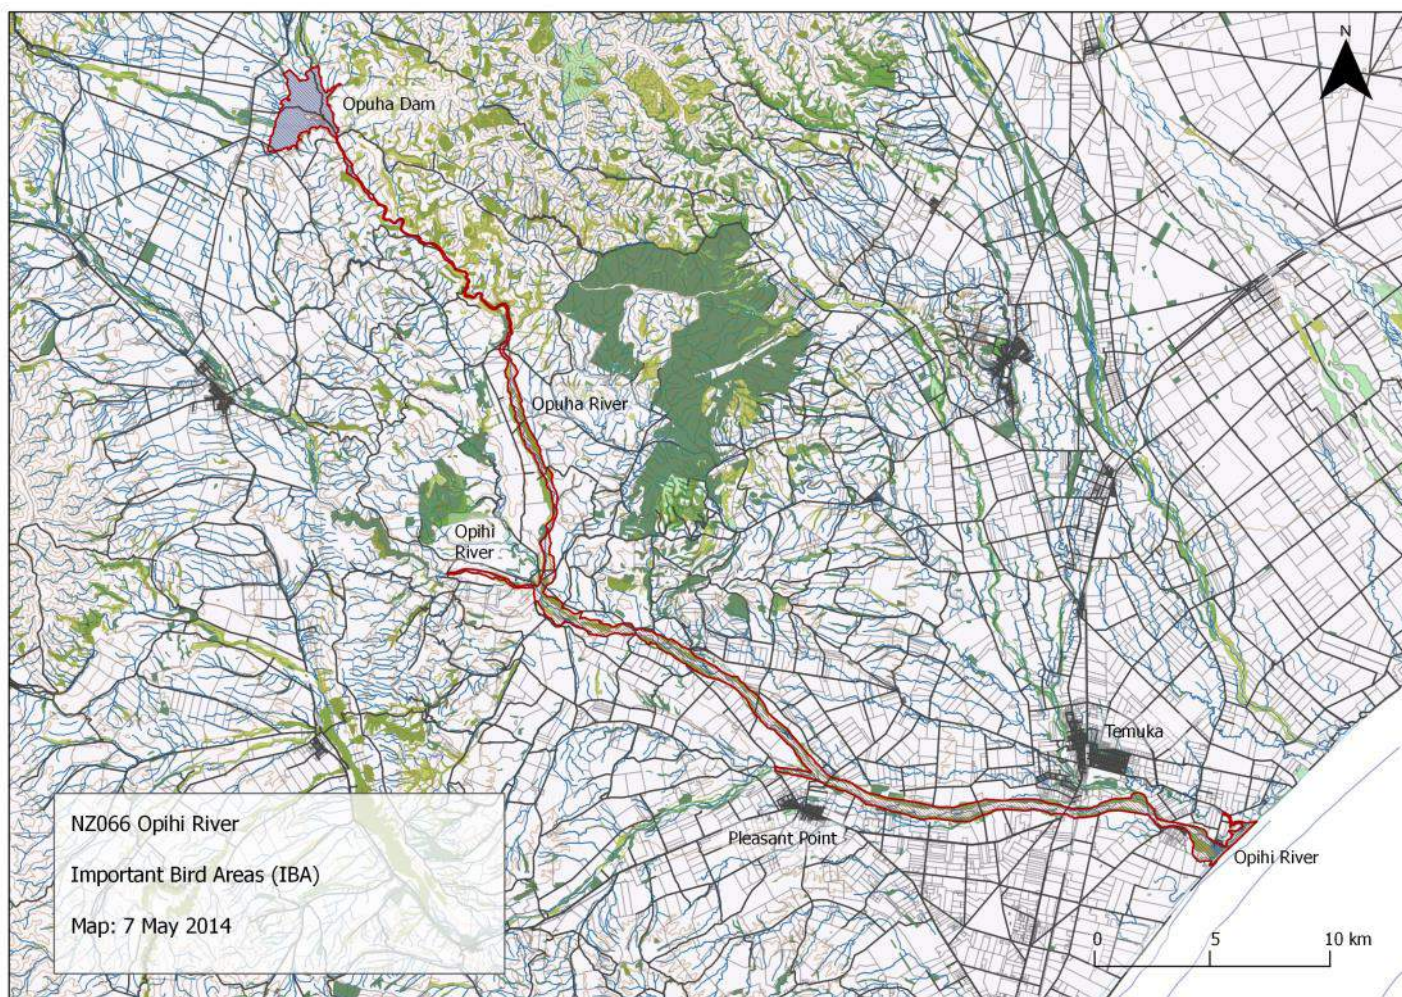 N
Opuha Dam
Opuha River
Opihi
River
Temuka
Pleasant Point
Opihi River
NZ066 Opihi River
Important Bird Areas (IBA)
Map: 7 May 2014
0 5 10 km